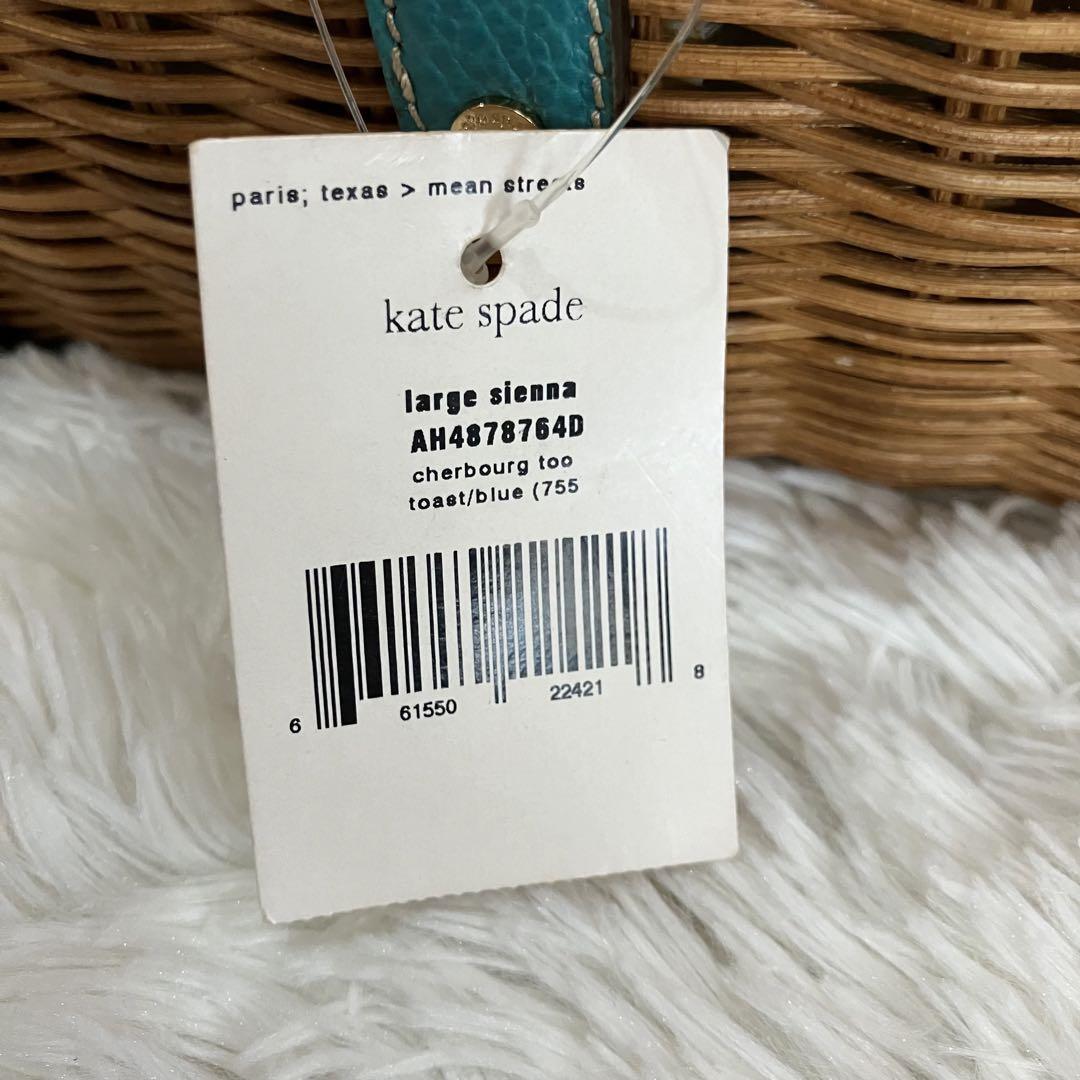 paris; texas > mean streets
kate spade
large sienna
AH4878764D
cherbourg too
toast/blue (755
6 61550 22421 8